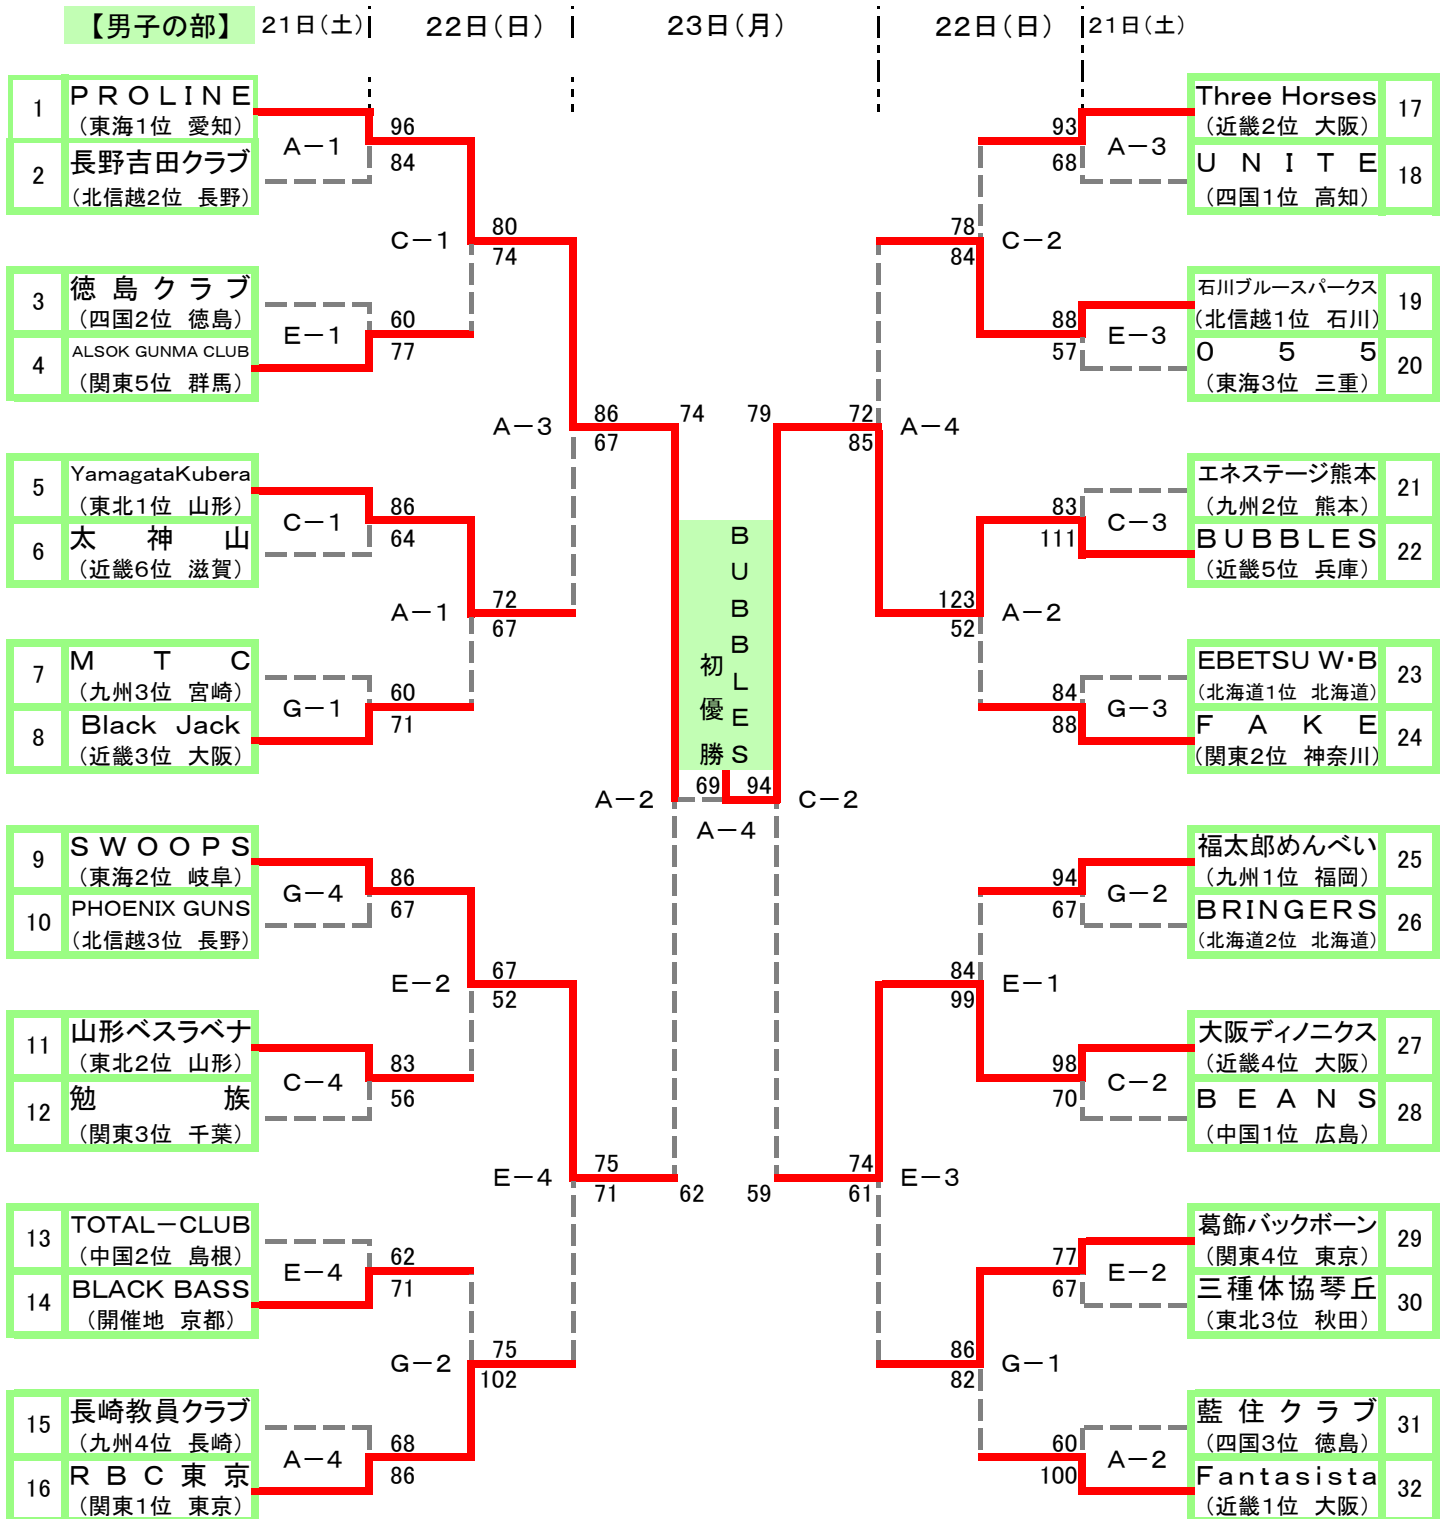 【男子の部】 21日(土) 22日(日) 23日(月) 22日(日) 21日(土)
1 PROLINE
(東海1位 愛知)
2 長野吉田クラブ
(北信越2位 長野)
A-1
96
84
3 徳島クラブ
(四国2位 徳島)
4 ALSOK GUNMA CLUB
(関東5位 群馬)
E-1
60
77
C-1
80
74
5 YamagataKubera
(東北1位 山形)
6 太神山
(近畿6位 滋賀)
C-1
86
64
7 MTC
(九州3位 宮崎)
8 Black Jack
(近畿3位 大阪)
G-1
60
71
A-1
72
67
A-3
86
67
9 SWOOPS
(東海2位 岐阜)
10 PHOENIX GUNS
(北信越3位 長野)
G-4
86
67
11 山形ベスラベナ
(東北2位 山形)
12 勉族
(関東3位 千葉)
C-4
83
56
E-2
67
52
13 TOTAL-CLUB
(中国2位 島根)
14 BLACK BASS
(開催地 京都)
E-4
62
71
15 長崎教員クラブ
(九州4位 長崎)
16 RBC東京
(関東1位 東京)
A-4
68
86
G-2
75
102
E-4
75
71
74
A-2
62
BUBBLES
初優勝
69 94
A-4
79
C-2
59
Three Horses 17
(近畿2位 大阪)
UNITE 18
(四国1位 高知)
A-3
93
68
石川ブルースパークス 19
(北信越1位 石川)
055 20
(東海3位 三重)
E-3
88
57
C-2
78
84
エネステージ熊本 21
(九州2位 熊本)
BUBBLES 22
(近畿5位 兵庫)
C-3
83
111
EBETSU W・B 23
(北海道1位 北海道)
FAKE 24
(関東2位 神奈川)
G-3
84
88
A-2
123
52
A-4
72
85
福太郎めんべい 25
(九州1位 福岡)
BRINGERS 26
(北海道2位 北海道)
G-2
94
67
大阪ディノニクス 27
(近畿4位 大阪)
BEANS 28
(中国1位 広島)
C-2
98
70
E-1
84
99
葛飾バックボーン 29
(関東4位 東京)
三種体協琴丘 30
(東北3位 秋田)
E-2
77
67
藍住クラブ 31
(四国3位 徳島)
Fantasista 32
(近畿1位 大阪)
A-2
60
100
G-1
86
82
E-3
74
61